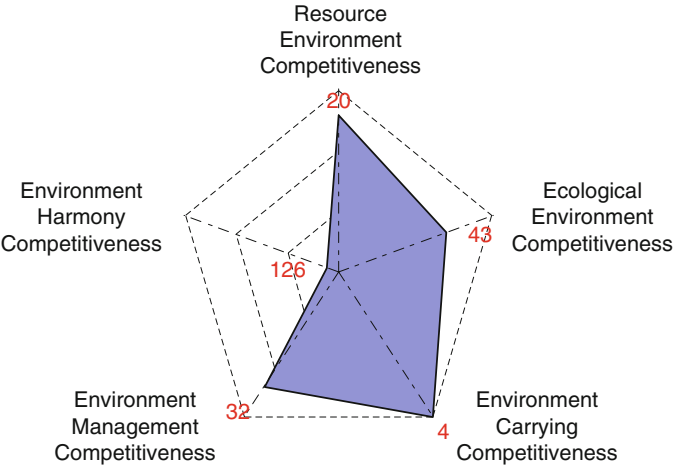 Resource
Environment
Competitiveness
20
Environment
Harmony
Competitiveness
Ecological
Environment
Competitiveness
43
126
Environment
Management
Competitiveness
32
Environment
Carrying
Competitiveness
4